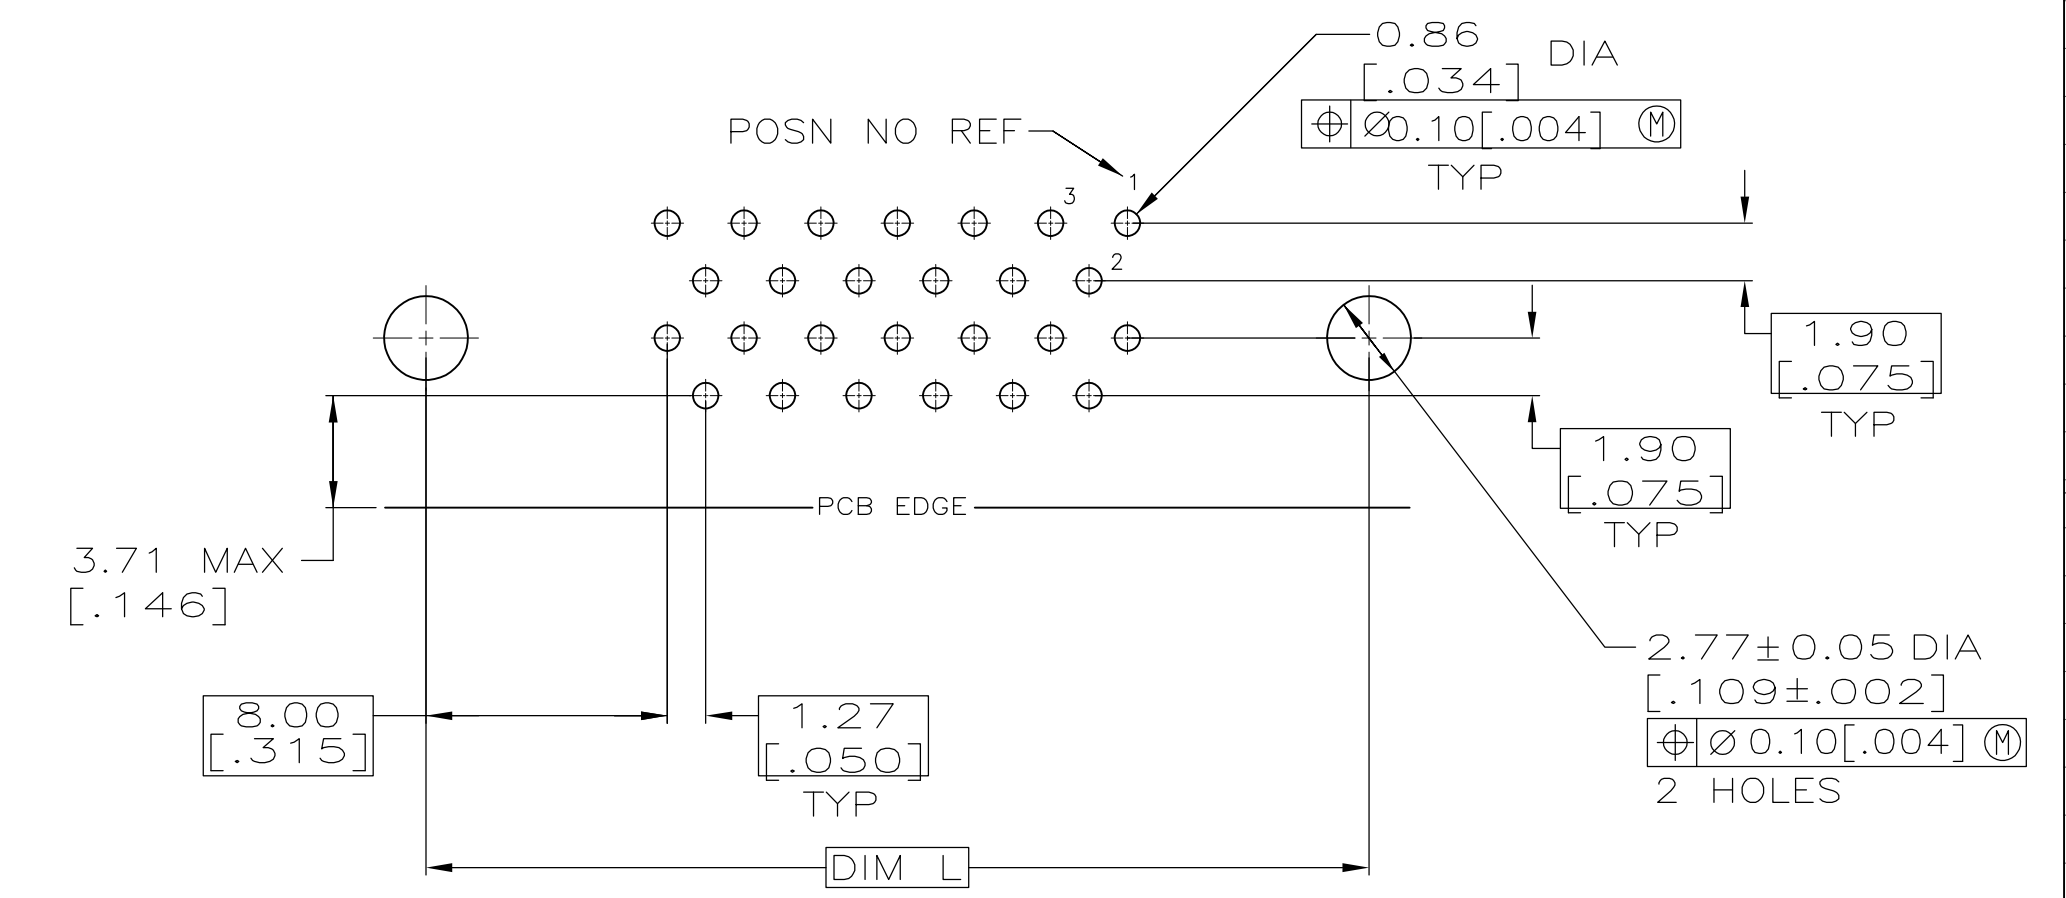 0.86
[.034] DIA
⌖ Ø0.10[.004] Ⓜ
TYP
POSN NO REF
1
3
2
1.90
[.075]
TYP
1.90
[.075]
TYP
PCB EDGE
3.71 MAX
[.146]
2.77±0.05 DIA
[.109±.002]
⌖ Ø0.10[.004] Ⓜ
2 HOLES
8.00
[.315]
1.27
[.050]
TYP
DIM L